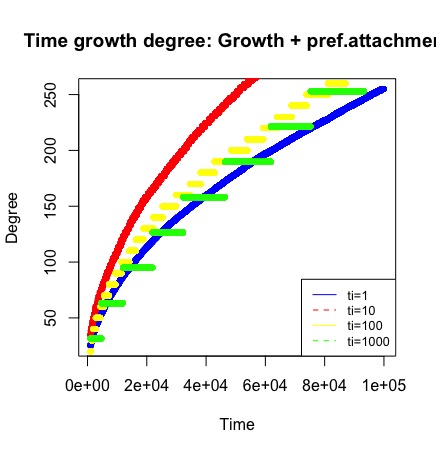 Time growth degree: Growth + pref.attachmen
Degree
250
200
150
100
50
ti=1
ti=10
ti=100
ti=1000
0e+00 2e+04 4e+04 6e+04 8e+04 1e+05
Time